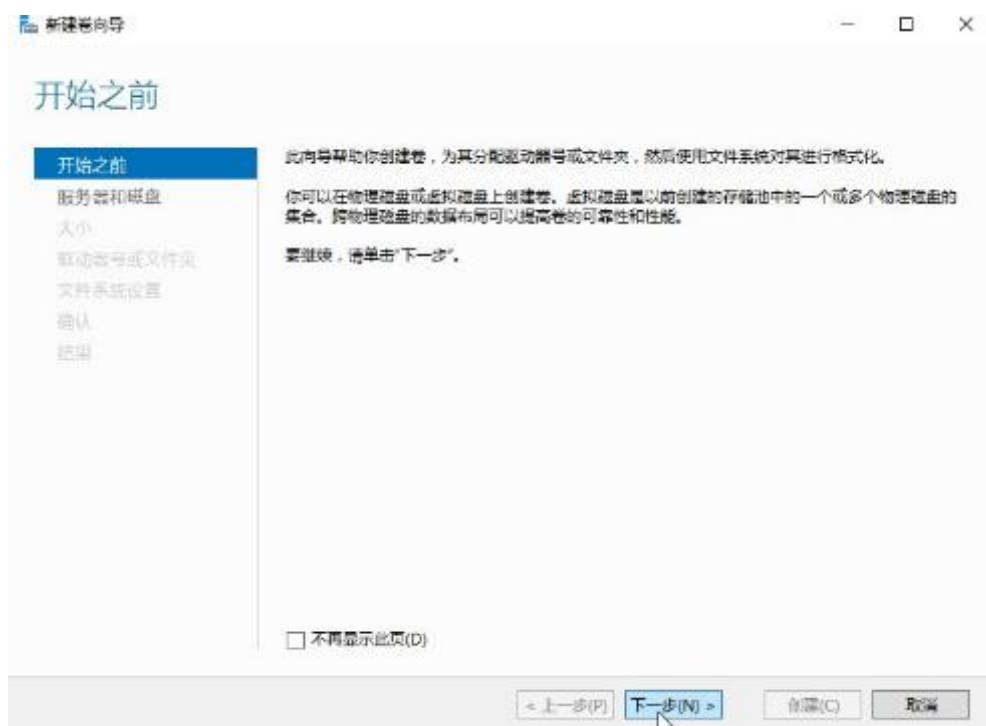 新建卷向导
开始之前
开始之前
服务器和磁盘
大小
驱动器号或文件夹
文件系统设置
确认
结果
此向导帮助你创建卷，为其分配驱动器号或文件夹，然后使用文件系统对其进行格式化。
你可以在物理磁盘或虚拟磁盘上创建卷。虚拟磁盘是以前创建的存储池中的一个或多个物理磁盘的
集合。跨物理磁盘的数据布局可以提高卷的可靠性和性能。
要继续，请单击"下一步"。
不再显示此页(D)
< 上一步(P)
下一步(N) >
创建(C)
取消